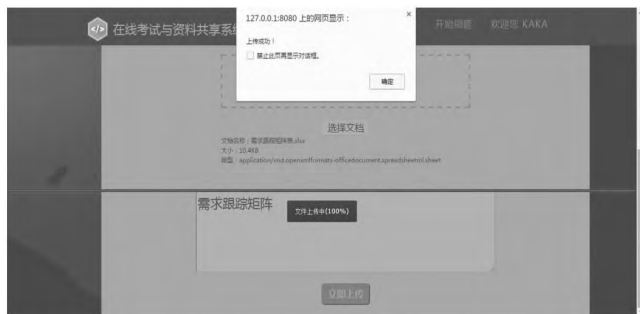 127.0.0.1:8080 上的网页显示：
×
在线考试与资料共享系统
开始搜题 欢迎您 KAKA
上传成功！
禁止此页再显示对话框。
确定
选择文档
文档名称：需求跟踪矩阵.xlsx
大小：10.4KB
类型：application/vnd.openxmlformats-officedocument.spreadsheetml.sheet
需求跟踪矩阵
文件上传中(100%)
立即上传